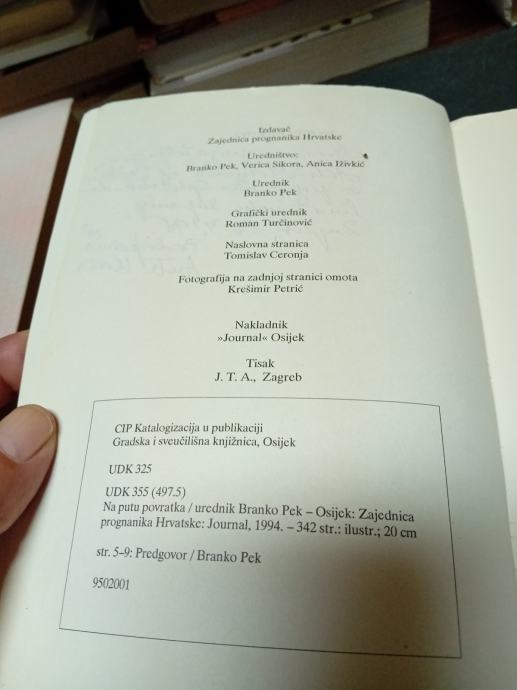 Izdavač
Zajednica prognanika Hrvatske
Uredništvo:
Branko Pek, Verica Sikora, Anica Iživkić
Urednik
Branko Pek
Grafički urednik
Roman Turčinović
Naslovna stranica
Tomislav Ceronja
Fotografija na zadnjoj stranici omota
Krešimir Petrić
Nakladnik
»Journal« Osijek
Tisak
J. T. A., Zagreb
CIP Katalogizacija u publikaciji
Gradska i sveučilišna knjižnica, Osijek
UDK 325
UDK 355 (497.5)
Na putu povratka / urednik Branko Pek – Osijek: Zajednica
prognanika Hrvatske: Journal, 1994. – 342 str.: ilustr.; 20 cm
str. 5–9: Predgovor / Branko Pek
9502001